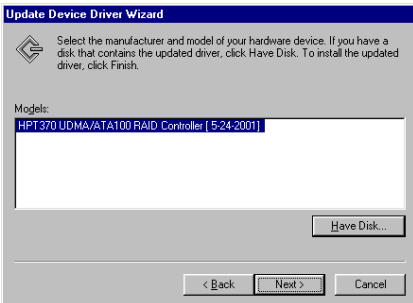 Update Device Driver Wizard
Select the manufacturer and model of your hardware device. If you have a
disk that contains the updated driver, click Have Disk. To install the updated
driver, click Finish.
Models:
HPT370 UDMA/ATA100 RAID Controller [ 5-24-2001]
Have Disk...
< Back
Next >
Cancel